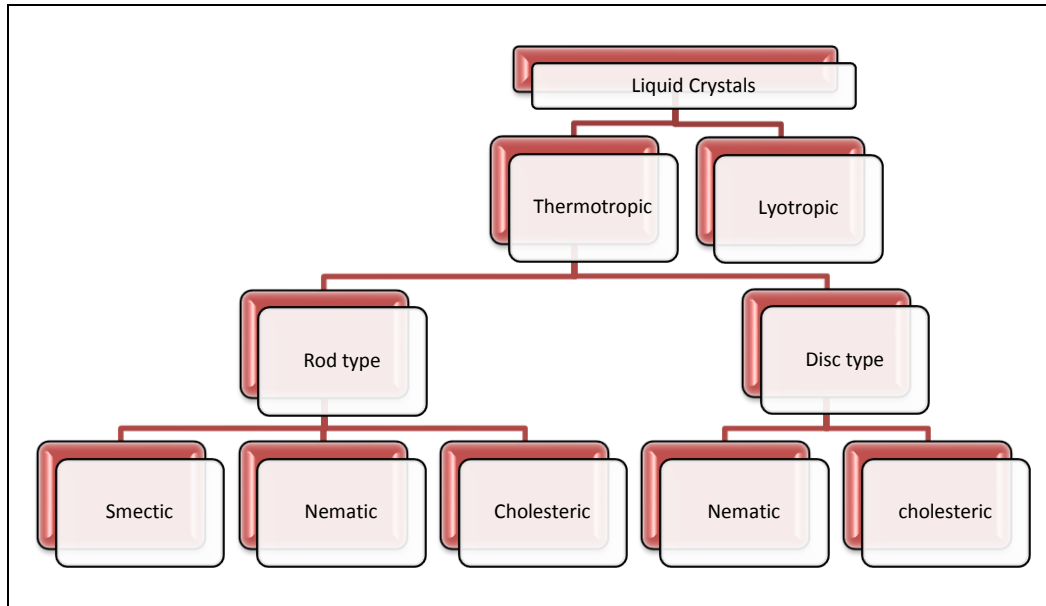 Liquid Crystals
Thermotropic
Lyotropic
Rod type
Disc type
Smectic
Nematic
Cholesteric
Nematic
cholesteric